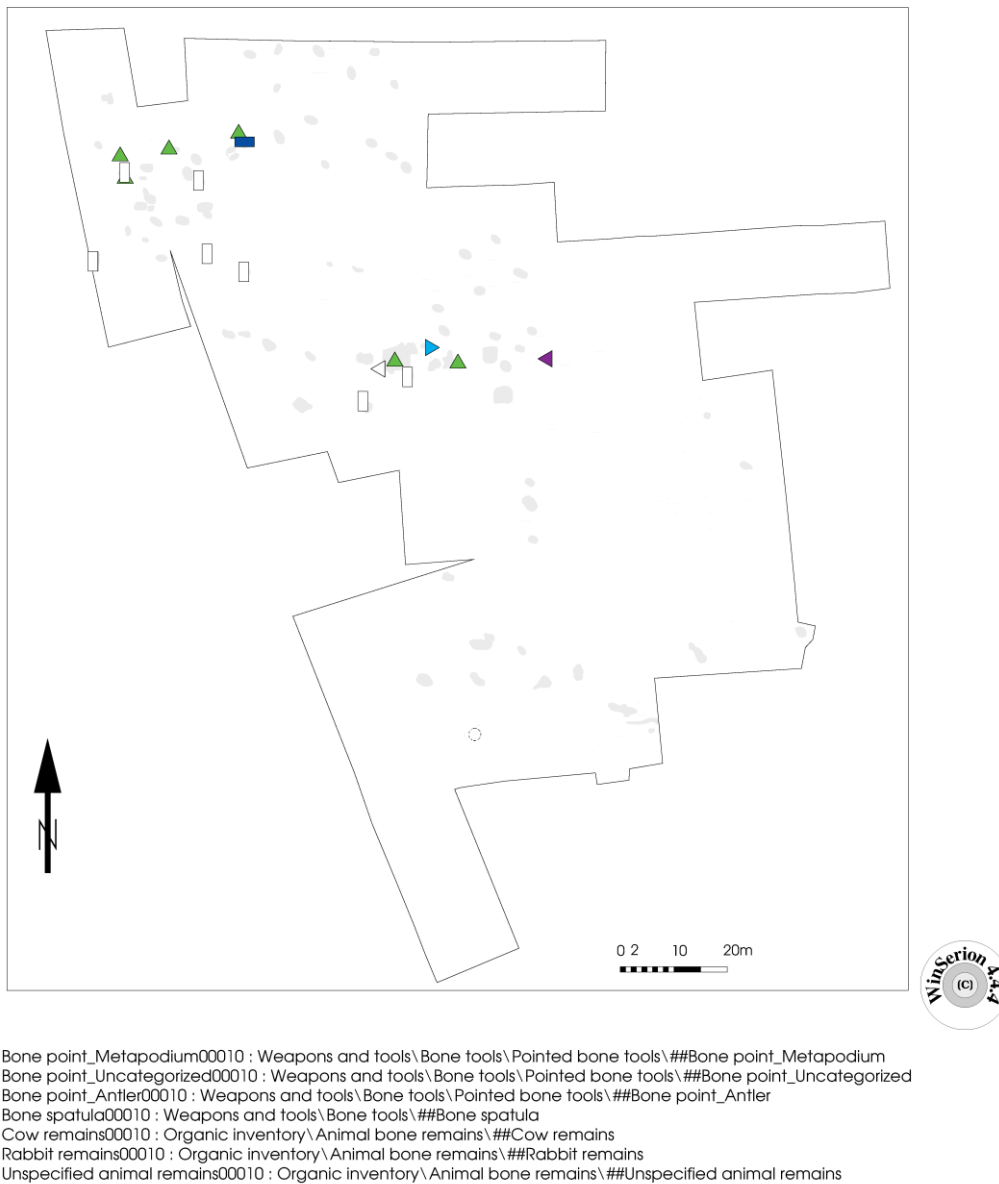 N
0 2 10 20m
WinSerion 4.4.4
(C)
Bone point_Metapodium00010 : Weapons and tools\Bone tools\Pointed bone tools\##Bone point_Metapodium
Bone point_Uncategorized00010 : Weapons and tools\Bone tools\Pointed bone tools\##Bone point_Uncategorized
Bone point_Antler00010 : Weapons and tools\Bone tools\Pointed bone tools\##Bone point_Antler
Bone spatula00010 : Weapons and tools\Bone tools\##Bone spatula
Cow remains00010 : Organic inventory\Animal bone remains\##Cow remains
Rabbit remains00010 : Organic inventory\Animal bone remains\##Rabbit remains
Unspecified animal remains00010 : Organic inventory\Animal bone remains\##Unspecified animal remains